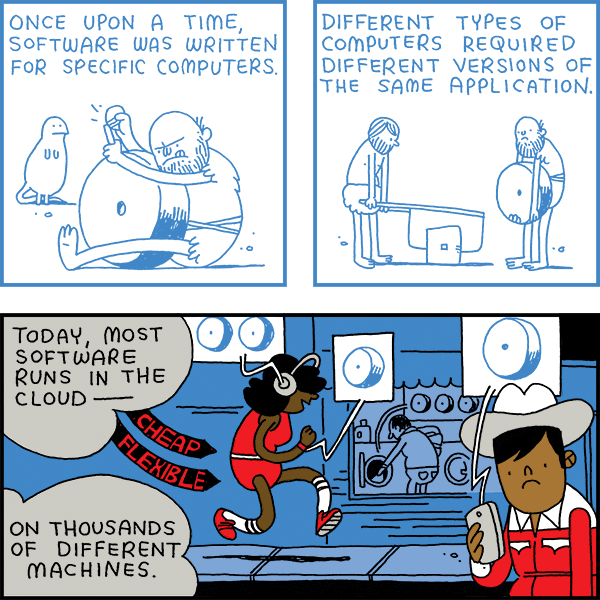 ONCE UPON A TIME,
SOFTWARE WAS WRITTEN
FOR SPECIFIC COMPUTERS.
DIFFERENT TYPES OF
COMPUTERS REQUIRED
DIFFERENT VERSIONS OF
THE SAME APPLICATION.
TODAY, MOST
SOFTWARE
RUNS IN THE
CLOUD —
CHEAP
FLEXIBLE
ON THOUSANDS
OF DIFFERENT
MACHINES.